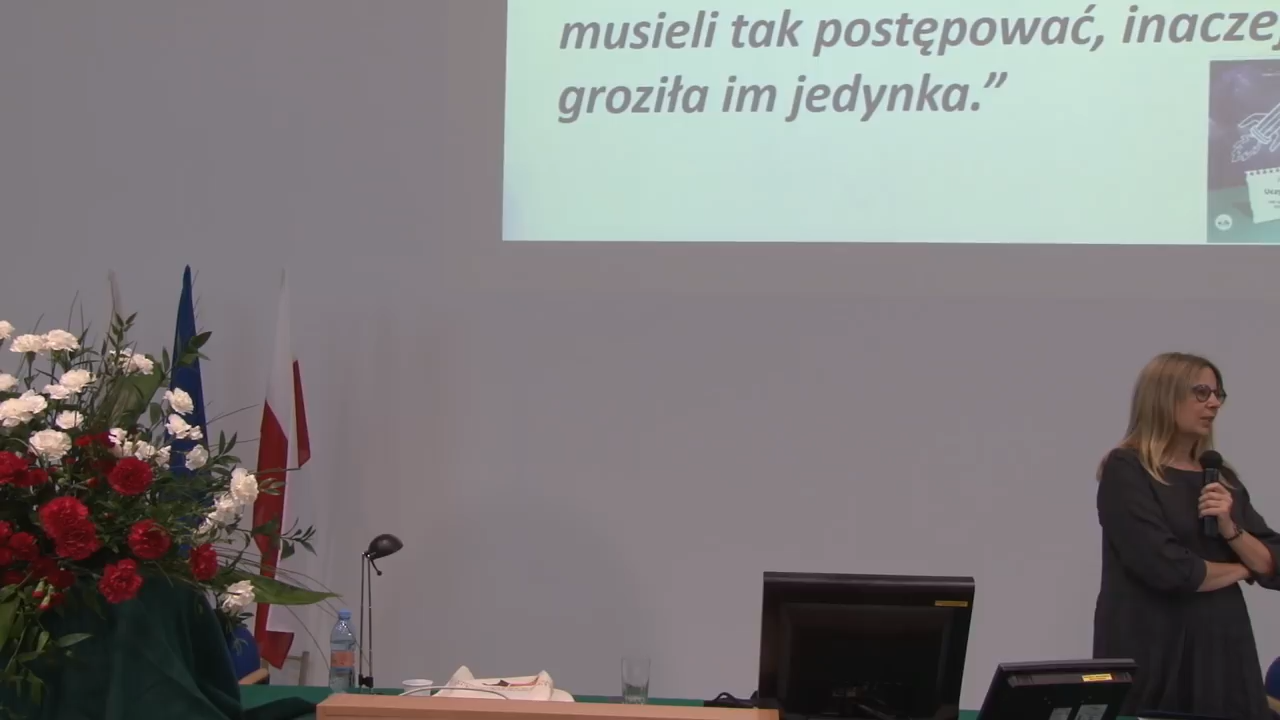 musieli tak postępować, inaczej
groziła im jedynka.”